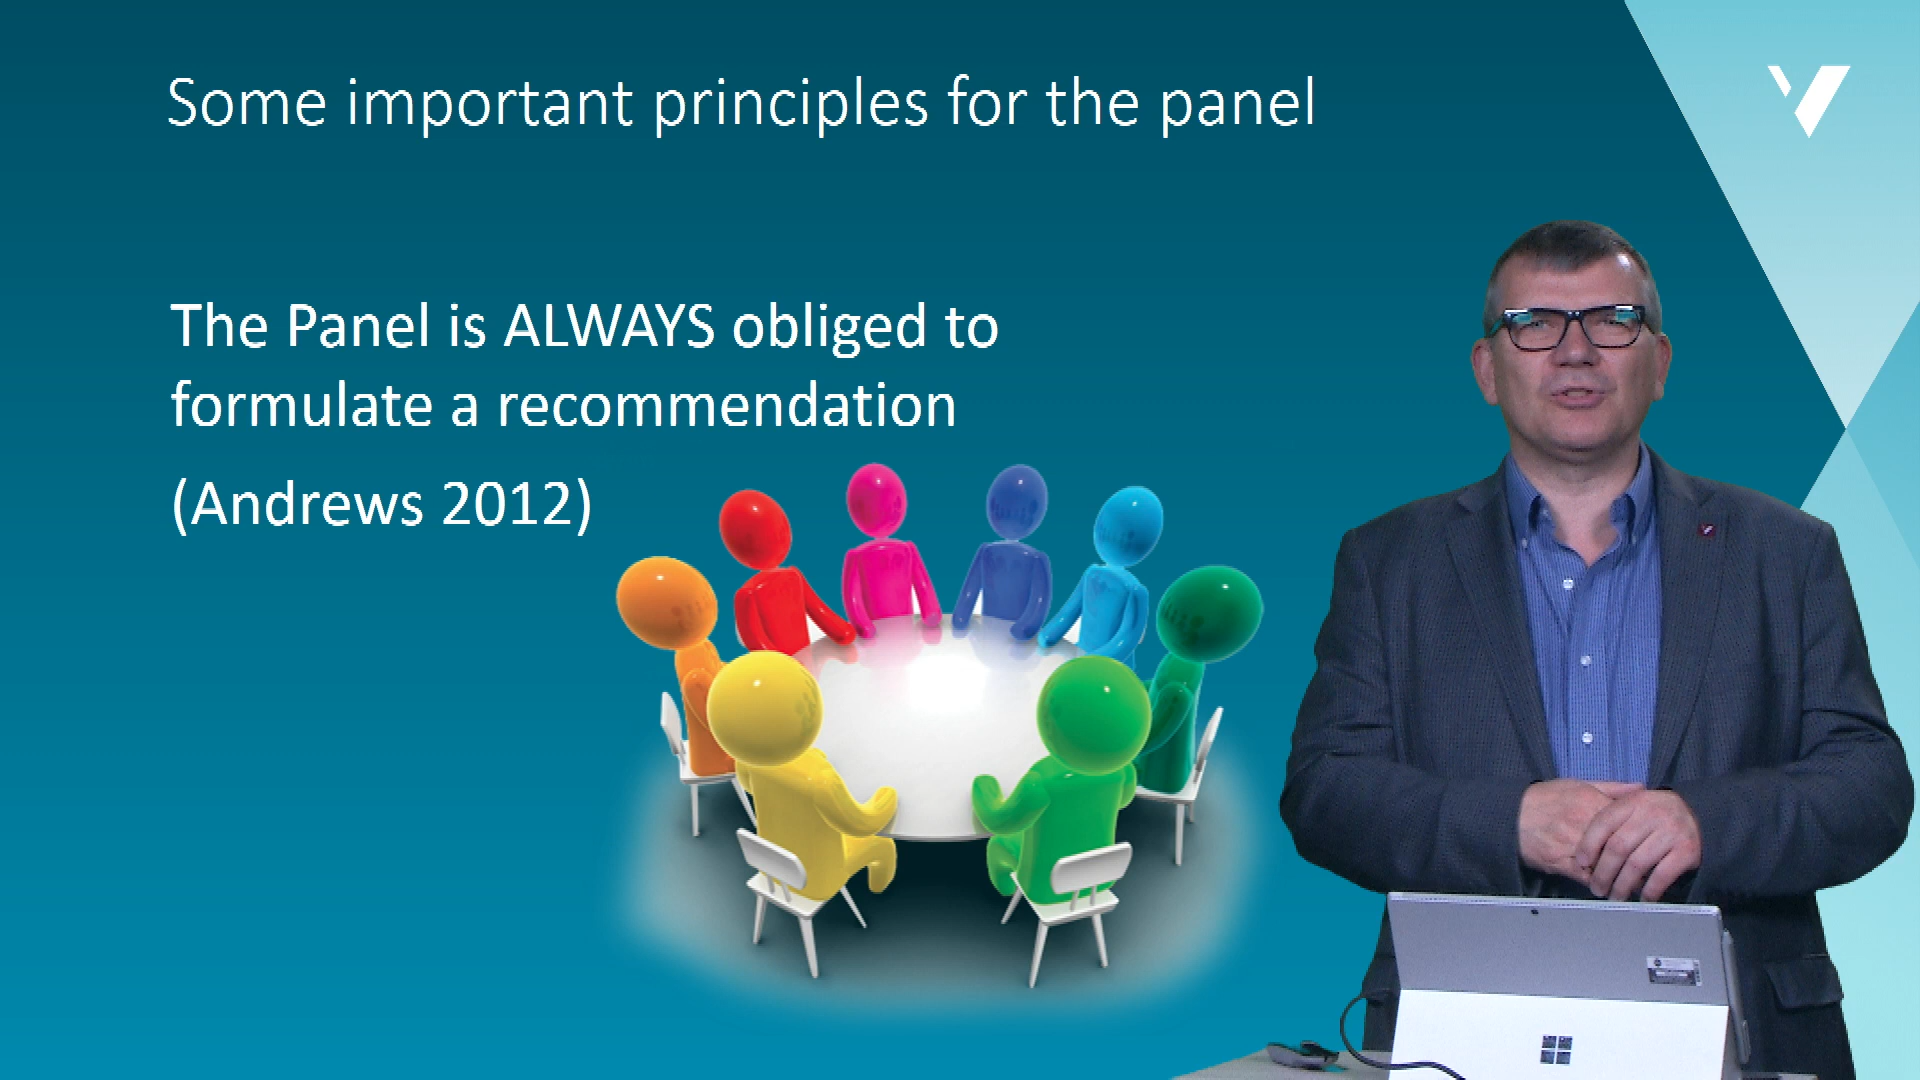 Some important principles for the panel
The Panel is ALWAYS obliged to
formulate a recommendation
(Andrews 2012)